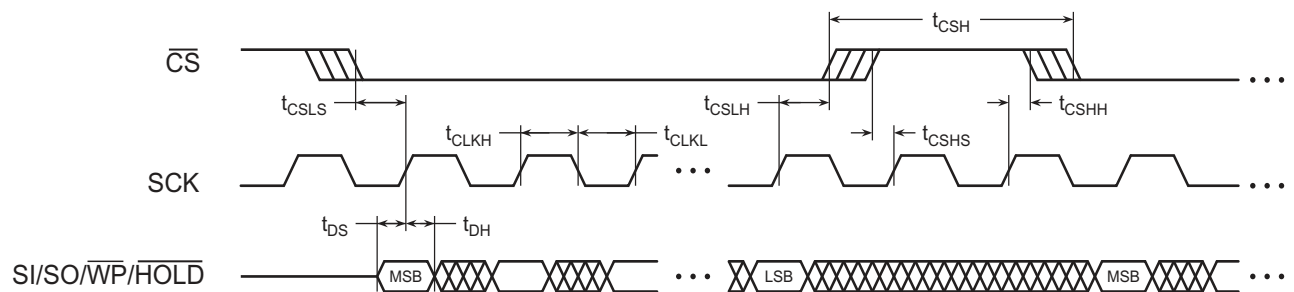 tCSH
CS
tCSLS
tCSLH
tCSHH
tCLKH
tCLKL
tCSHS
SCK
tDS
tDH
SI/SO/WP/HOLD
MSB
LSB
MSB